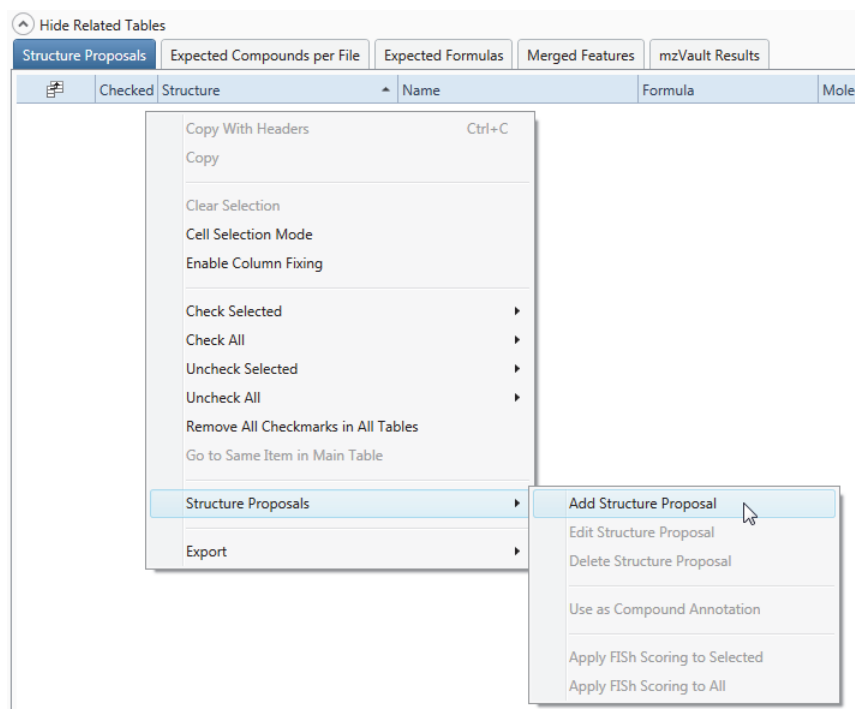 Hide Related Tables
Structure Proposals Expected Compounds per File Expected Formulas Merged Features mzVault Results
Checked Structure Name Formula Mole
Copy With Headers Ctrl+C
Copy
Clear Selection
Cell Selection Mode
Enable Column Fixing
Check Selected
Check All
Uncheck Selected
Uncheck All
Remove All Checkmarks in All Tables
Go to Same Item in Main Table
Structure Proposals
Add Structure Proposal
Edit Structure Proposal
Export
Delete Structure Proposal
Use as Compound Annotation
Apply FISh Scoring to Selected
Apply FISh Scoring to All